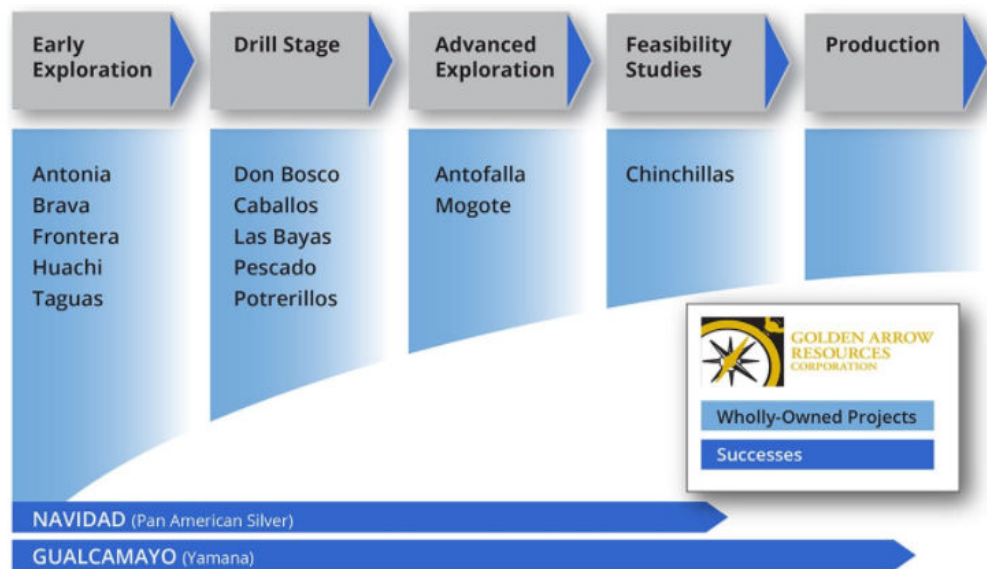 Early
Exploration
Drill Stage
Advanced
Exploration
Feasibility
Studies
Production
Antonia
Brava
Frontera
Huachi
Taguas
Don Bosco
Caballos
Las Bayas
Pescado
Potrerillos
Antofalla
Mogote
Chinchillas
GOLDEN ARROW
RESOURCES
CORPORATION
Wholly-Owned Projects
Successes
NAVIDAD (Pan American Silver)
GUALCAMAYO (Yamana)